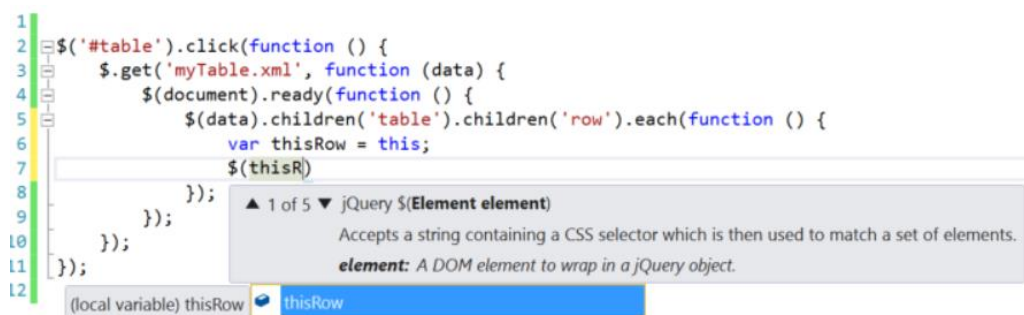 1
2 $('#table').click(function () {
3 $.get('myTable.xml', function (data) {
4 $(document).ready(function () {
5 $(data).children('table').children('row').each(function () {
6 var thisRow = this;
7 $(thisR)
8 });
▲ 1 of 5 ▼ jQuery $(Element element)
9 });
Accepts a string containing a CSS selector which is then used to match a set of elements.
10 });
element: A DOM element to wrap in a jQuery object.
11 });
12
(local variable) thisRow thisRow